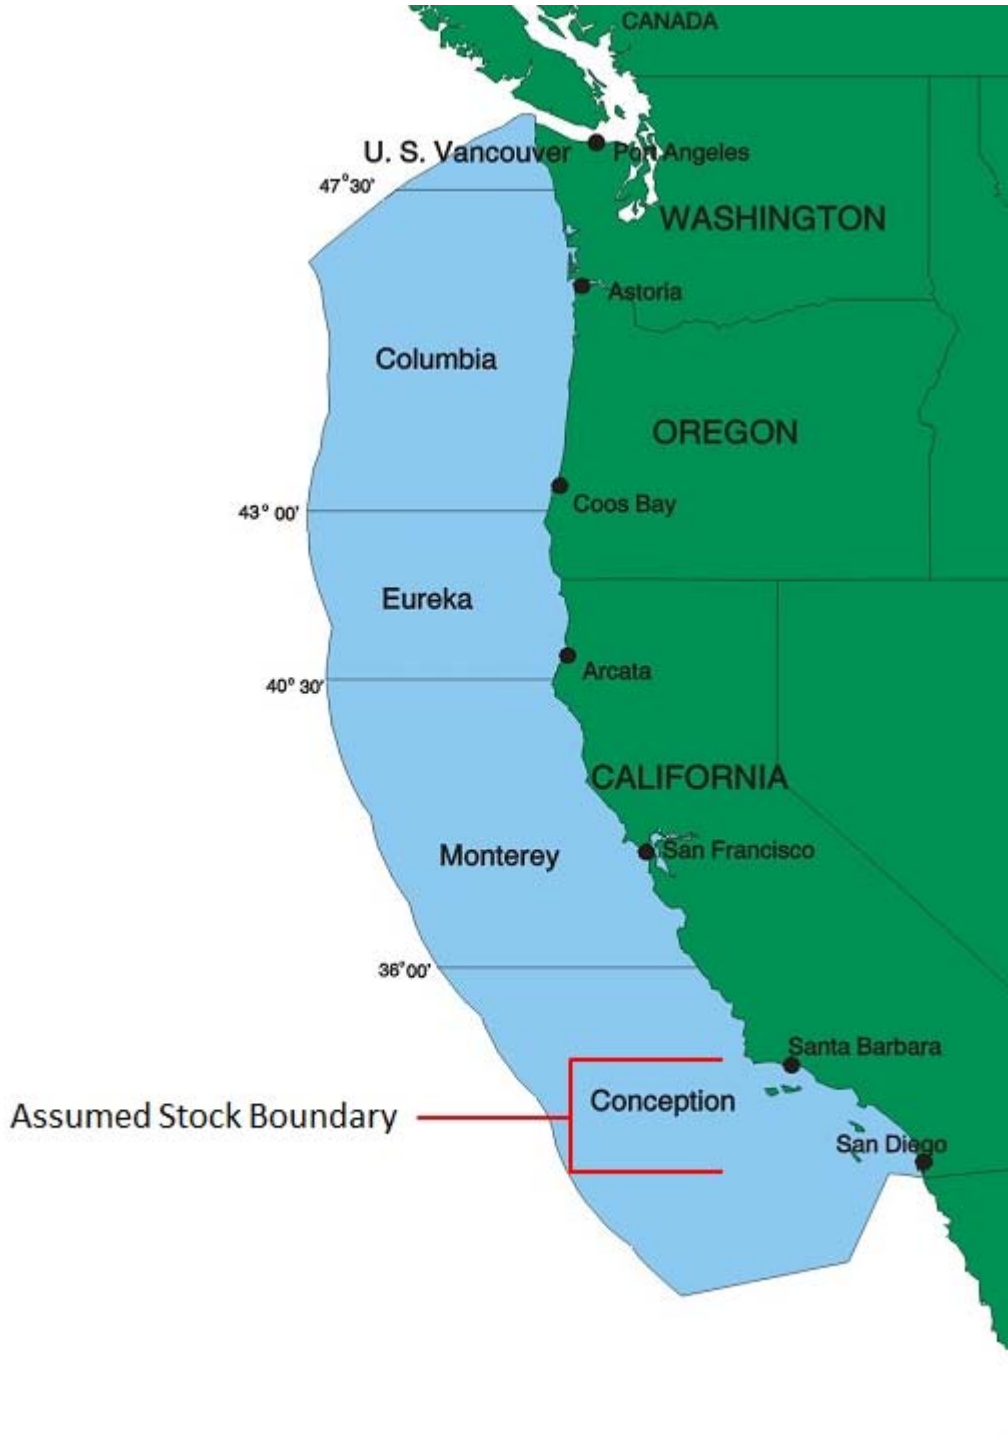 CANADA
U. S. Vancouver
Port Angeles
47°30'
WASHINGTON
Astoria
Columbia
OREGON
Coos Bay
43° 00'
Eureka
Arcata
40° 30'
CALIFORNIA
San Francisco
Monterey
36°00'
Santa Barbara
Conception
Assumed Stock Boundary
San Diego